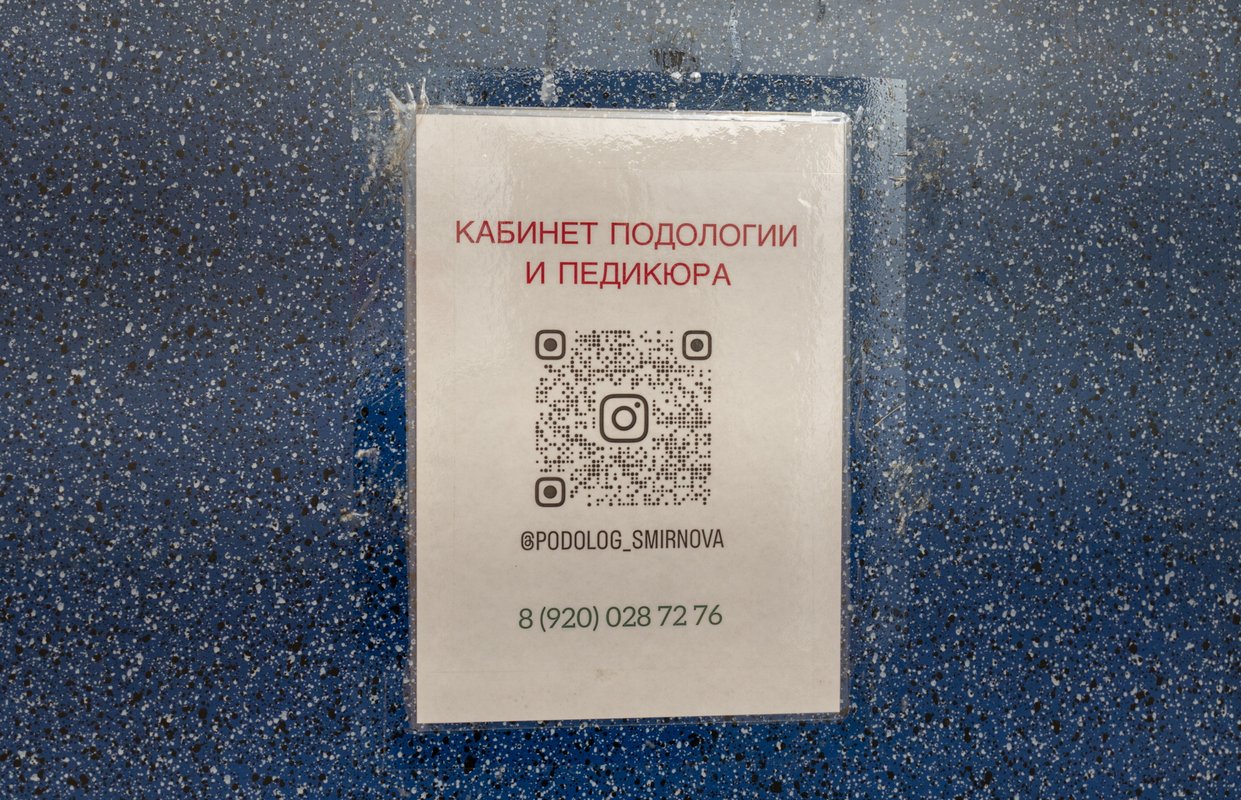 КАБИНЕТ ПОДОЛОГИИ
И ПЕДИКЮРА
@PODOLOG_SMIRNOVA
8 (920) 028 72 76